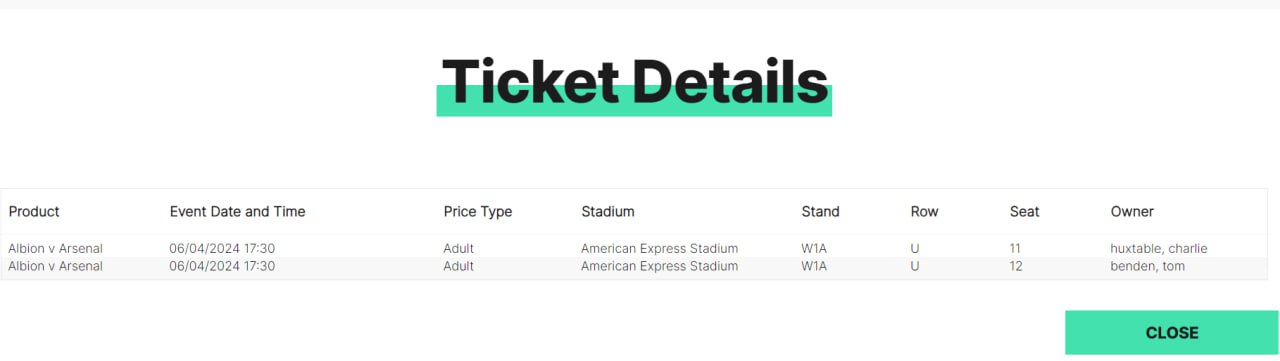 Ticket Details
Product Event Date and Time Price Type Stadium Stand Row Seat Owner
Albion v Arsenal 06/04/2024 17:30 Adult American Express Stadium W1A U 11 huxtable, charlie
Albion v Arsenal 06/04/2024 17:30 Adult American Express Stadium W1A U 12 benden, tom
CLOSE